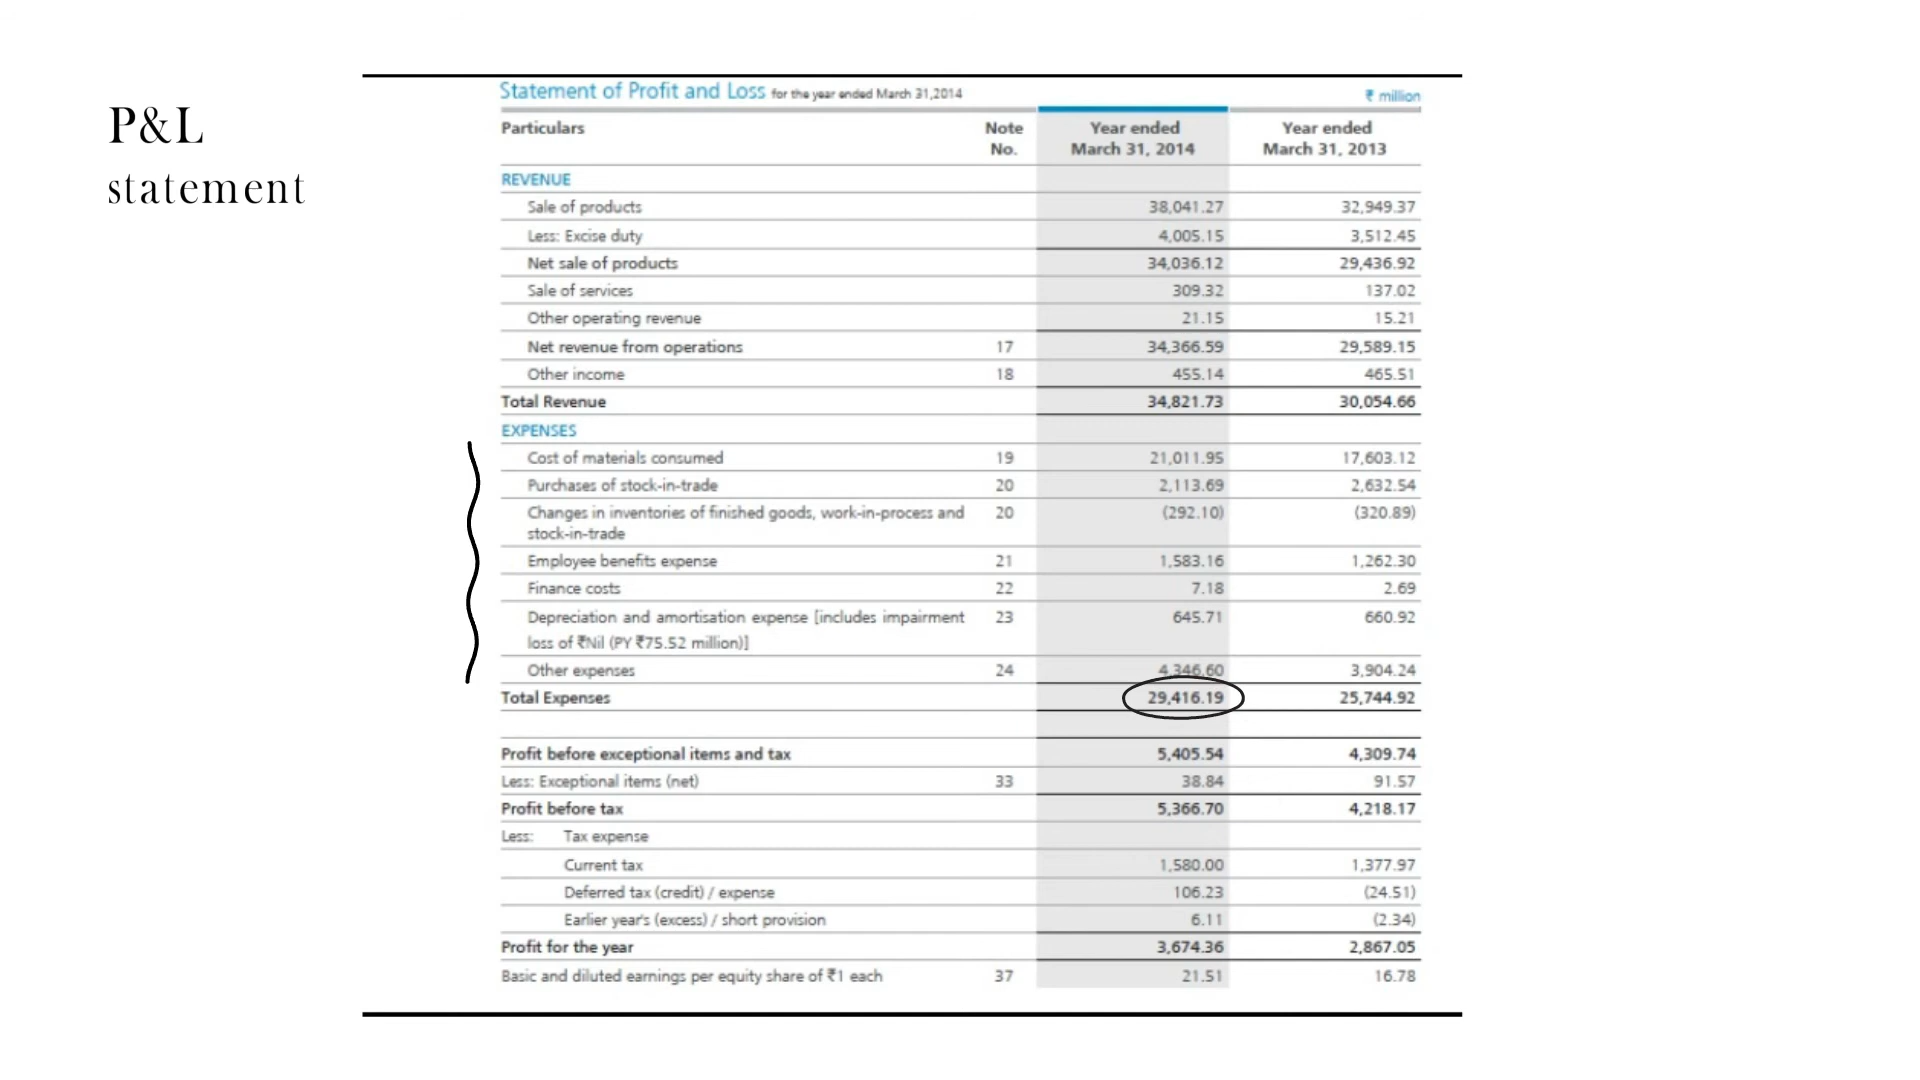 P&L
statement
Statement of Profit and Loss for the year ended March 31,2014
₹ million
Particulars Note No. Year ended March 31, 2014 Year ended March 31, 2013
REVENUE
Sale of products 38,041.27 32,949.37
Less: Excise duty 4,005.15 3,512.45
Net sale of products 34,036.12 29,436.92
Sale of services 309.32 137.02
Other operating revenue 21.15 15.21
Net revenue from operations 17 34,366.59 29,589.15
Other income 18 455.14 465.51
Total Revenue 34,821.73 30,054.66
EXPENSES
Cost of materials consumed 19 21,011.95 17,603.12
Purchases of stock-in-trade 20 2,113.69 2,632.54
Changes in inventories of finished goods, work-in-process and 20 (292.10) (320.89)
stock-in-trade
Employee benefits expense 21 1,583.16 1,262.30
Finance costs 22 7.18 2.69
Depreciation and amortisation expense [includes impairment 23 645.71 660.92
loss of ₹Nil (PY ₹75.52 million)]
Other expenses 24 4,346.60 3,904.24
Total Expenses 29,416.19 25,744.92
Profit before exceptional items and tax 5,405.54 4,309.74
Less: Exceptional items (net) 33 38.84 91.57
Profit before tax 5,366.70 4,218.17
Less: Tax expense
Current tax 1,580.00 1,377.97
Deferred tax (credit) / expense 106.23 (24.51)
Earlier year's (excess) / short provision 6.11 (2.34)
Profit for the year 3,674.36 2,867.05
Basic and diluted earnings per equity share of ₹1 each 37 21.51 16.78